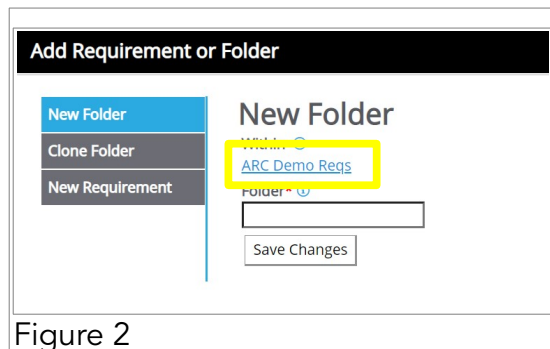 Add Requirement or Folder
New Folder
Clone Folder
New Requirement
New Folder
Within
ARC Demo Reqs
Folder*
Save Changes
Figure 2